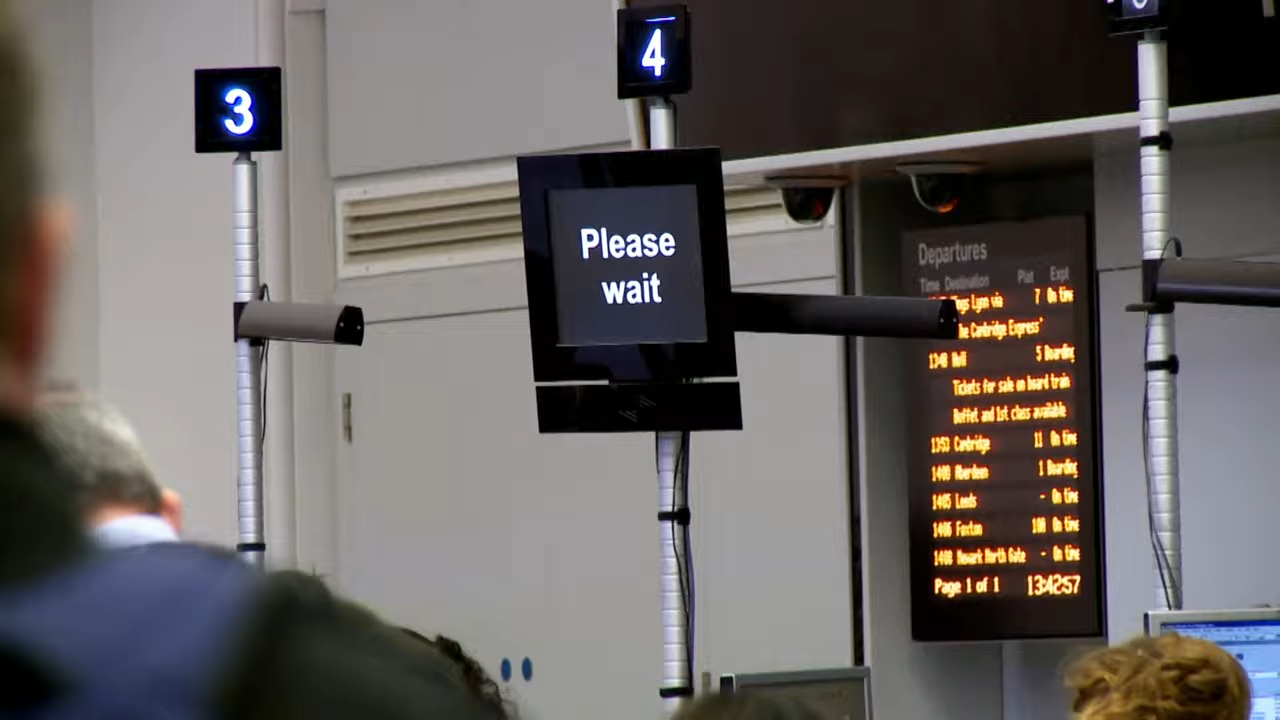 3
4
Please
wait
Departures
Time Destination Plat Expt
Lynn via 7 On time
he Cambridge Express'
1348 Hull 5 Boarding
Tickets for sale on board train
Buffet and 1st class available
1353 Cambridge 11 On time
1400 Aberdeen 1 Boarding
1405 Leeds - On time
1406 Foxton 10B On time
1408 Newark North Gate - On time
Page 1 of 1 13:42:57